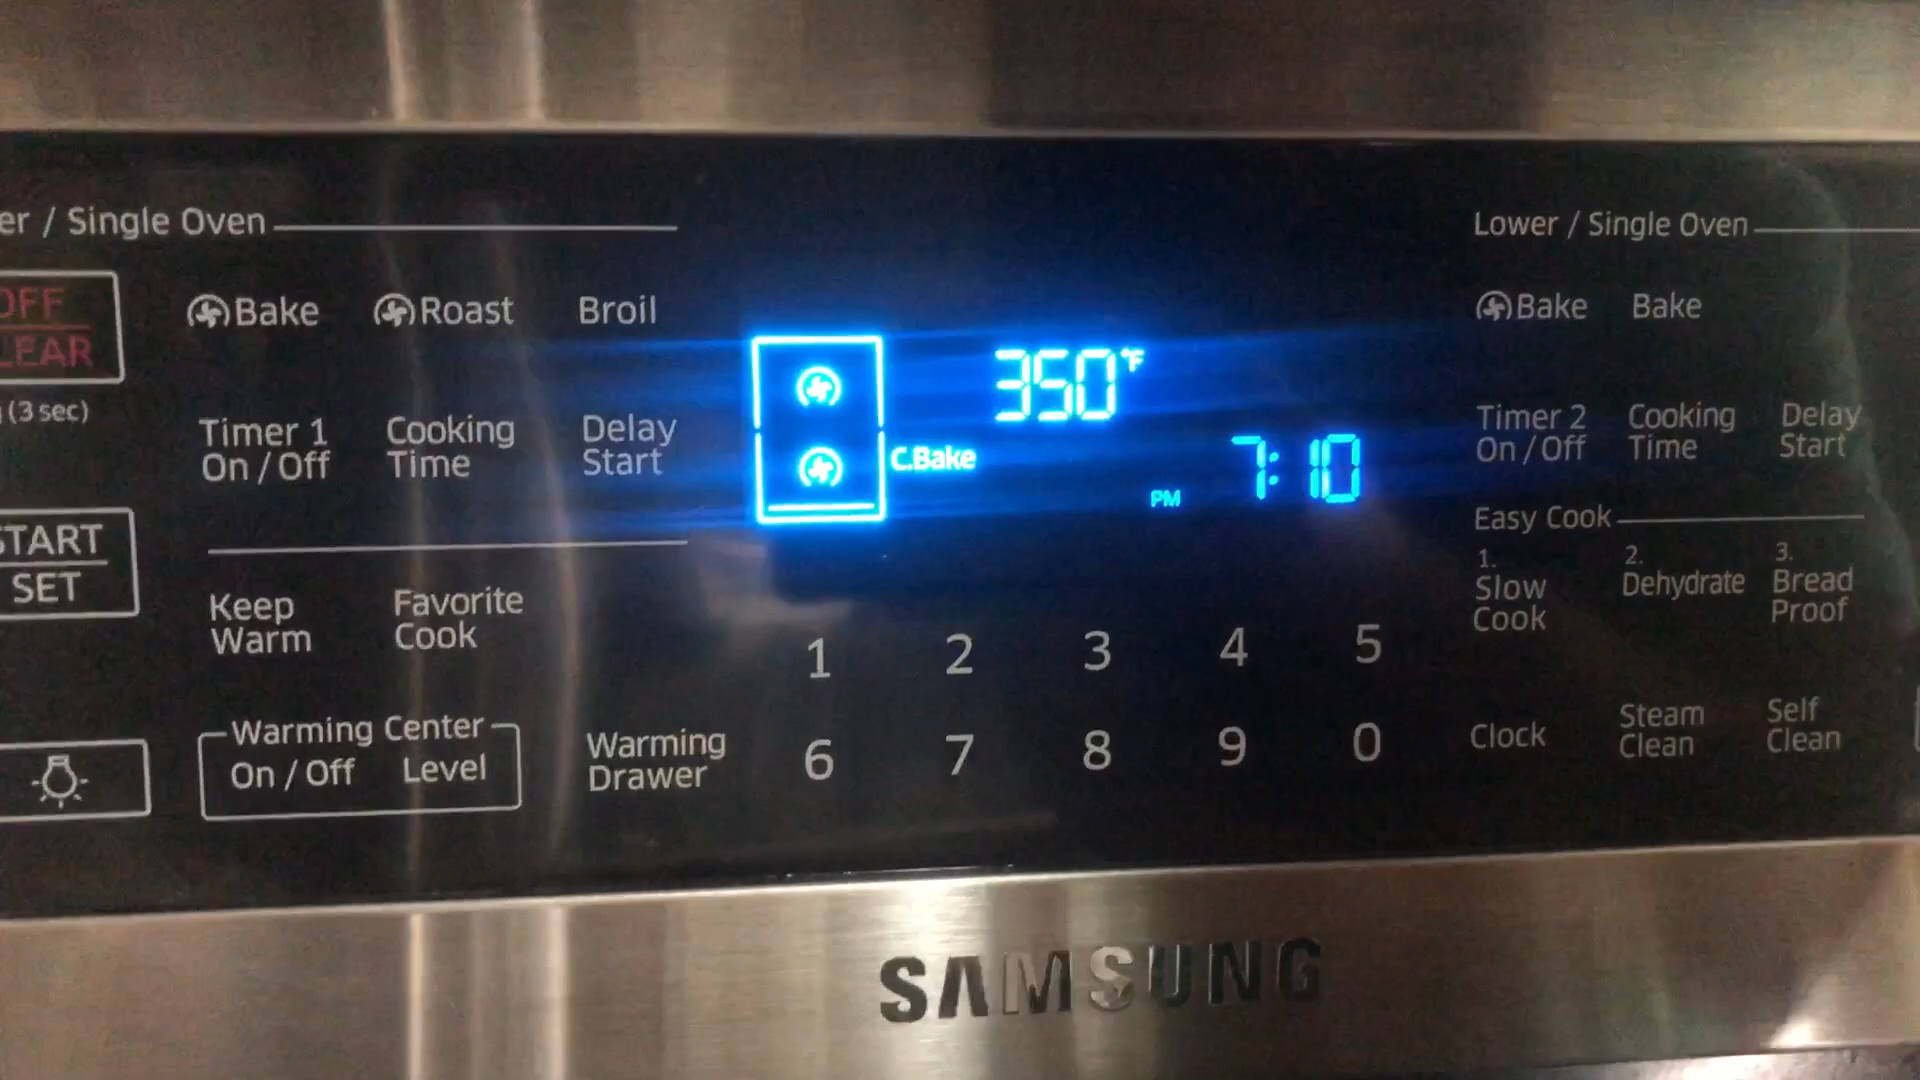 er / Single Oven
OFF
LEAR
(3 sec)
Bake
Roast
Broil
Timer 1
On / Off
Cooking
Time
Delay
Start
START
SET
Keep
Warm
Favorite
Cook
Warming Center
On / Off
Level
Warming
Drawer
350°F
C.Bake
PM 7:10
1 2 3 4 5
6 7 8 9 0
Lower / Single Oven
Bake
Bake
Timer 2
On / Off
Cooking
Time
Delay
Start
Easy Cook
1.
Slow
Cook
2.
Dehydrate
3.
Bread
Proof
Clock
Steam
Clean
Self
Clean
SAMSUNG